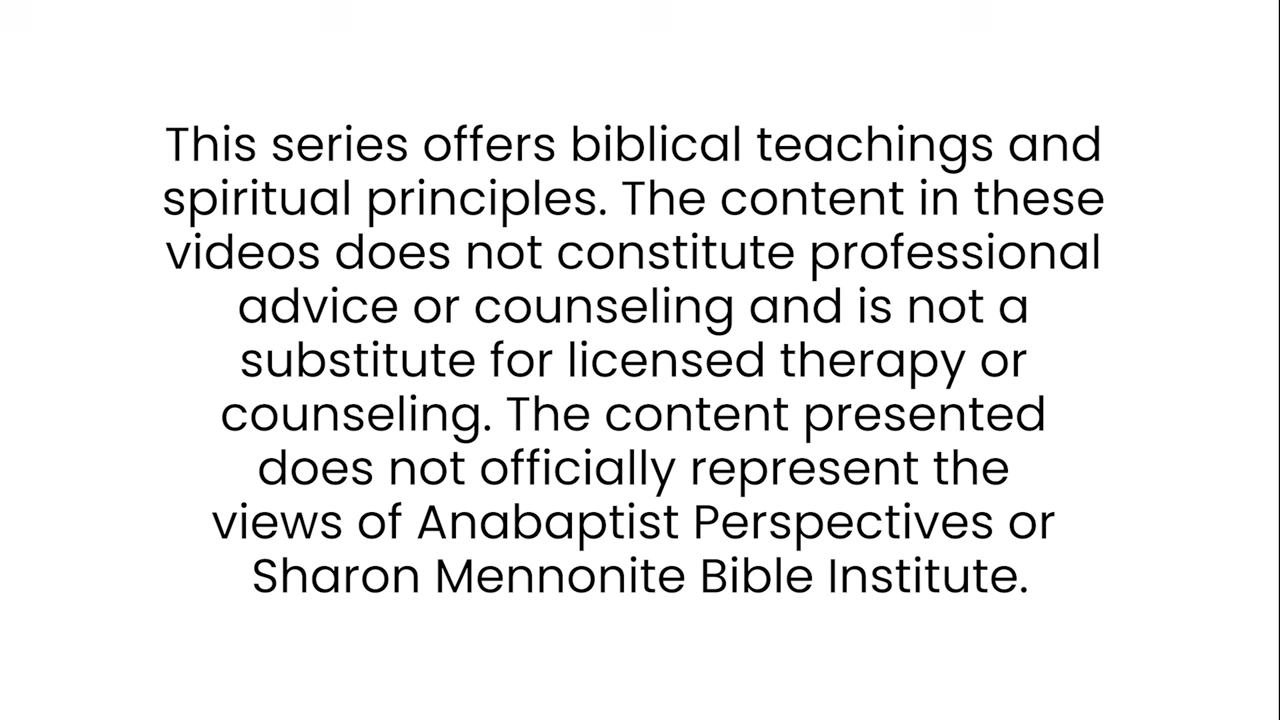 This series offers biblical teachings and
spiritual principles. The content in these
videos does not constitute professional
advice or counseling and is not a
substitute for licensed therapy or
counseling. The content presented
does not officially represent the
views of Anabaptist Perspectives or
Sharon Mennonite Bible Institute.